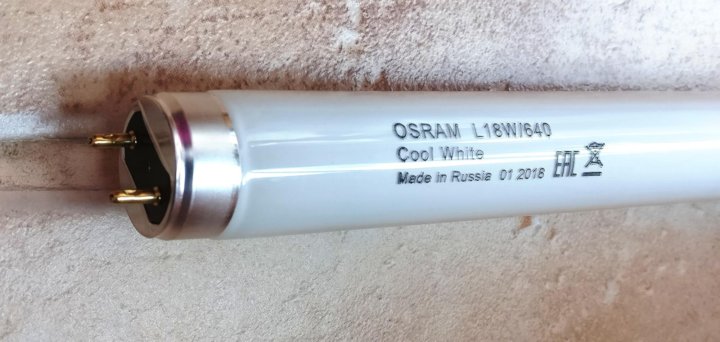 OSRAM L18W/640
Cool White
Made in Russia 01.2018 EAC